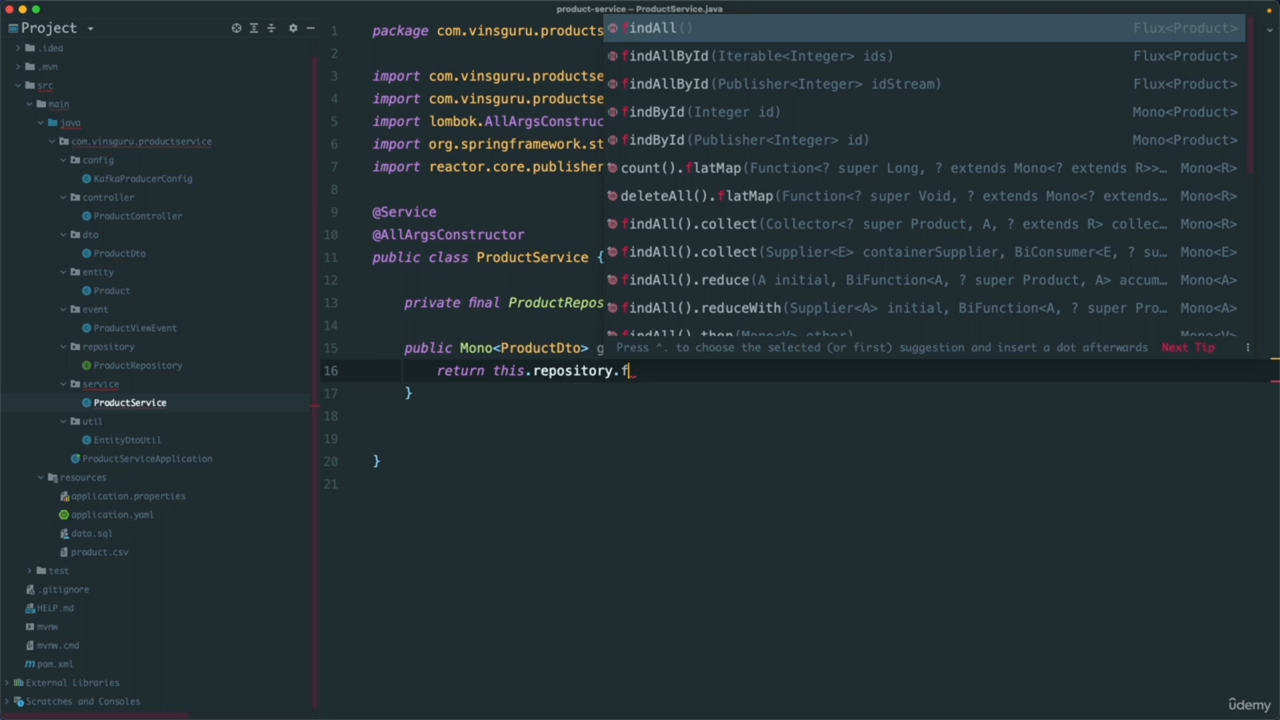 product-service – ProductService.java
Project
.idea
.mvn
src
main
java
com.vinsguru.productservice
config
KafkaProducerConfig
controller
ProductController
dto
ProductDto
entity
Product
event
ProductViewEvent
repository
ProductRepository
service
ProductService
util
EntityDtoUtil
ProductServiceApplication
resources
application.properties
application.yaml
data.sql
product.csv
test
.gitignore
HELP.md
mvnw
mvnw.cmd
pom.xml
External Libraries
Scratches and Consoles
1 package com.vinsguru.products
2
3 import com.vinsguru.productse
4 import com.vinsguru.productse
5 import lombok.AllArgsConstruc
6 import org.springframework.st
7 import reactor.core.publisher
8
9 @Service
10 @AllArgsConstructor
11 public class ProductService {
12
13 private final ProductRepos
14
15 public Mono<ProductDto> g
16 return this.repository.f
17 }
18
19
20 }
21
findAll() Flux<Product>
findAllById(Iterable<Integer> ids) Flux<Product>
findAllById(Publisher<Integer> idStream) Flux<Product>
findById(Integer id) Mono<Product>
findById(Publisher<Integer> id) Mono<Product>
count().flatMap(Function<? super Long, ? extends Mono<? extends R>>… Mono<R>
deleteAll().flatMap(Function<? super Void, ? extends Mono<? extends… Mono<R>
findAll().collect(Collector<? super Product, A, ? extends R> collec… Mono<R>
findAll().collect(Supplier<E> containerSupplier, BiConsumer<E, ? su… Mono<E>
findAll().reduce(A initial, BiFunction<A, ? super Product, A> accum… Mono<A>
findAll().reduceWith(Supplier<A> initial, BiFunction<A, ? super Pro… Mono<A>
findAll().then(Mono<V> other) Mono<V>
Press ^. to choose the selected (or first) suggestion and insert a dot afterwards Next Tip
ûdemy